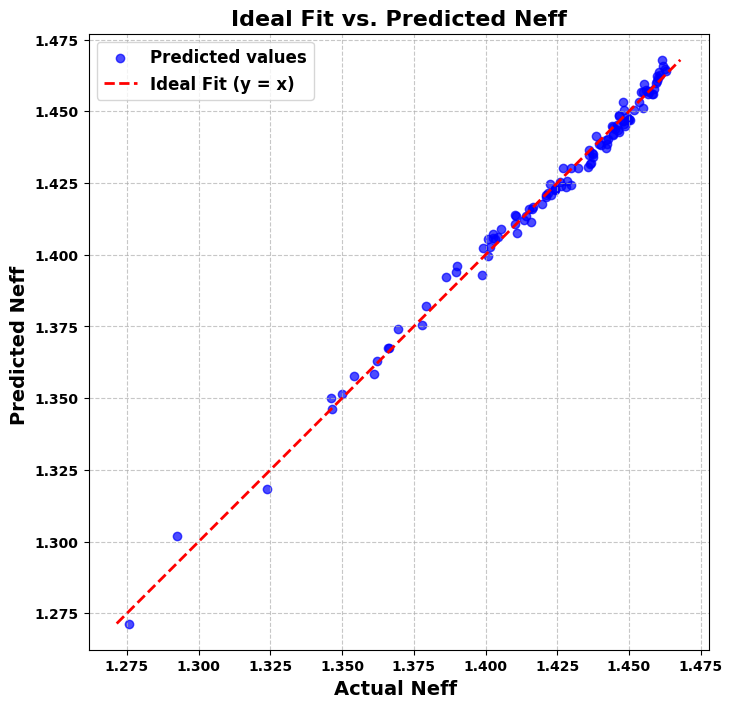 Ideal Fit vs. Predicted Neff
Predicted values
Ideal Fit (y = x)
1.475
1.450
1.425
1.400
1.375
1.350
1.325
1.300
1.275
Predicted Neff
1.275 1.300 1.325 1.350 1.375 1.400 1.425 1.450 1.475
Actual Neff